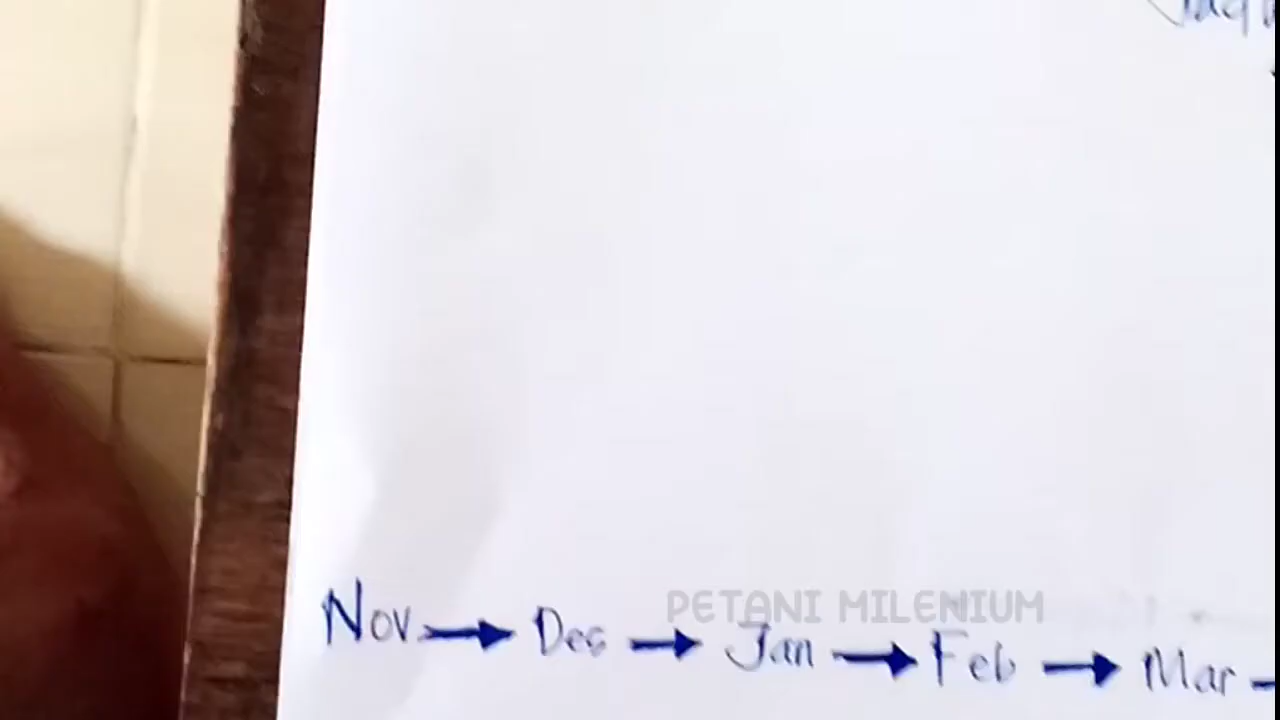 PETANI MILENIUM
Nov → Des → Jan → Feb → Mar